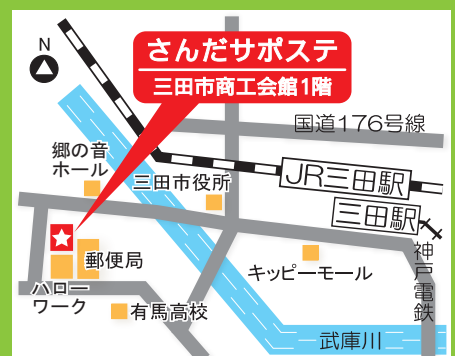 さんだサポステ
三田市商工会館1階
N
国道176号線
郷の音
ホール
三田市役所
JR三田駅
三田駅
神戸電鉄
郵便局
キッピーモール
ハロー
ワーク
有馬高校
武庫川